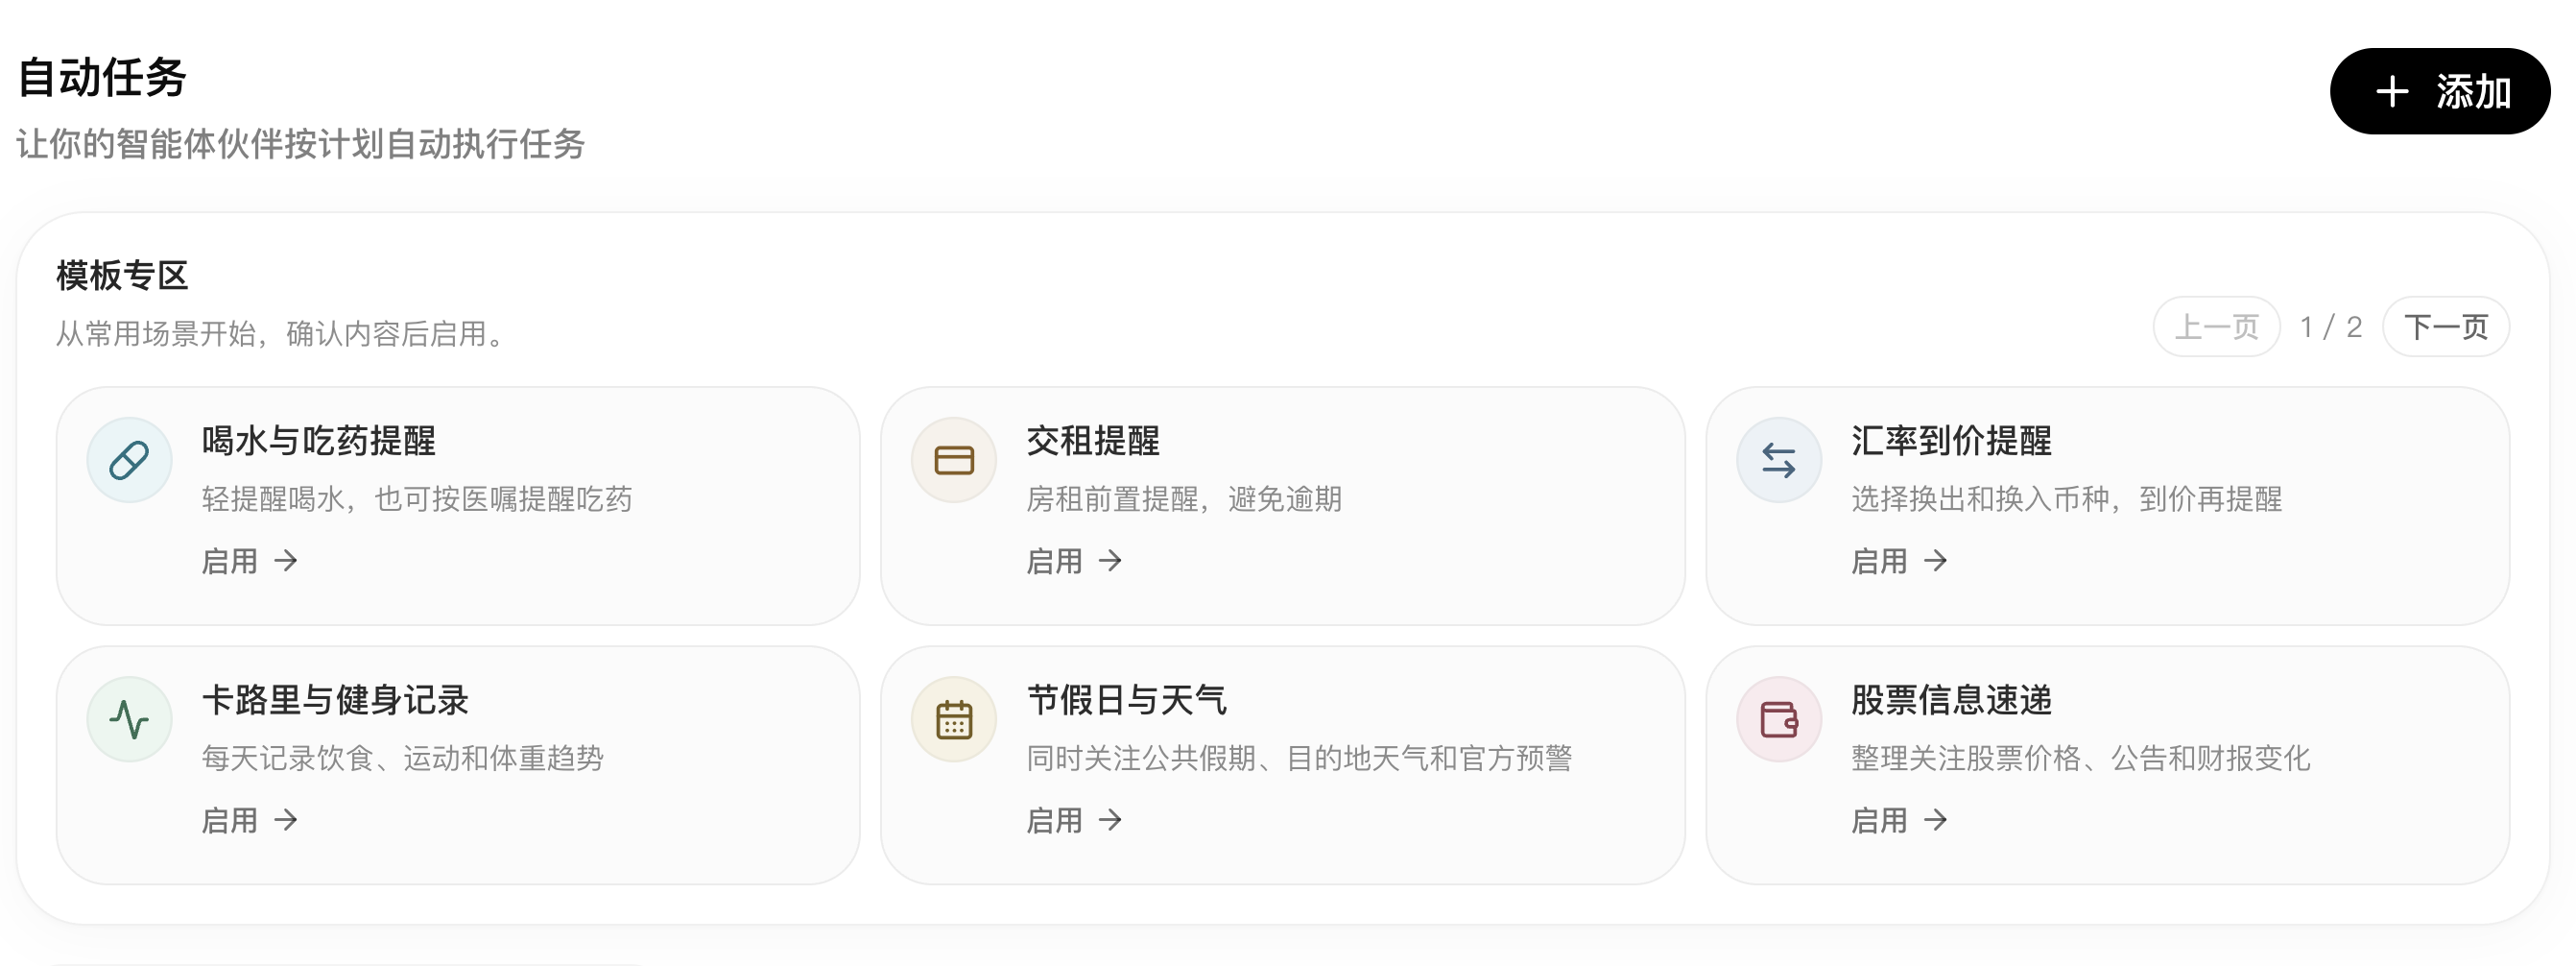 自动任务
添加
让你的智能体伙伴按计划自动执行任务
模板专区
从常用场景开始，确认内容后启用。
上一页 1 / 2 下一页
喝水与吃药提醒
轻提醒喝水，也可按医嘱提醒吃药
启用 →
交租提醒
房租前置提醒，避免逾期
启用 →
汇率到价提醒
选择换出和换入币种，到价再提醒
启用 →
卡路里与健身记录
每天记录饮食、运动和体重趋势
启用 →
节假日与天气
同时关注公共假期、目的地天气和官方预警
启用 →
股票信息速递
整理关注股票价格、公告和财报变化
启用 →